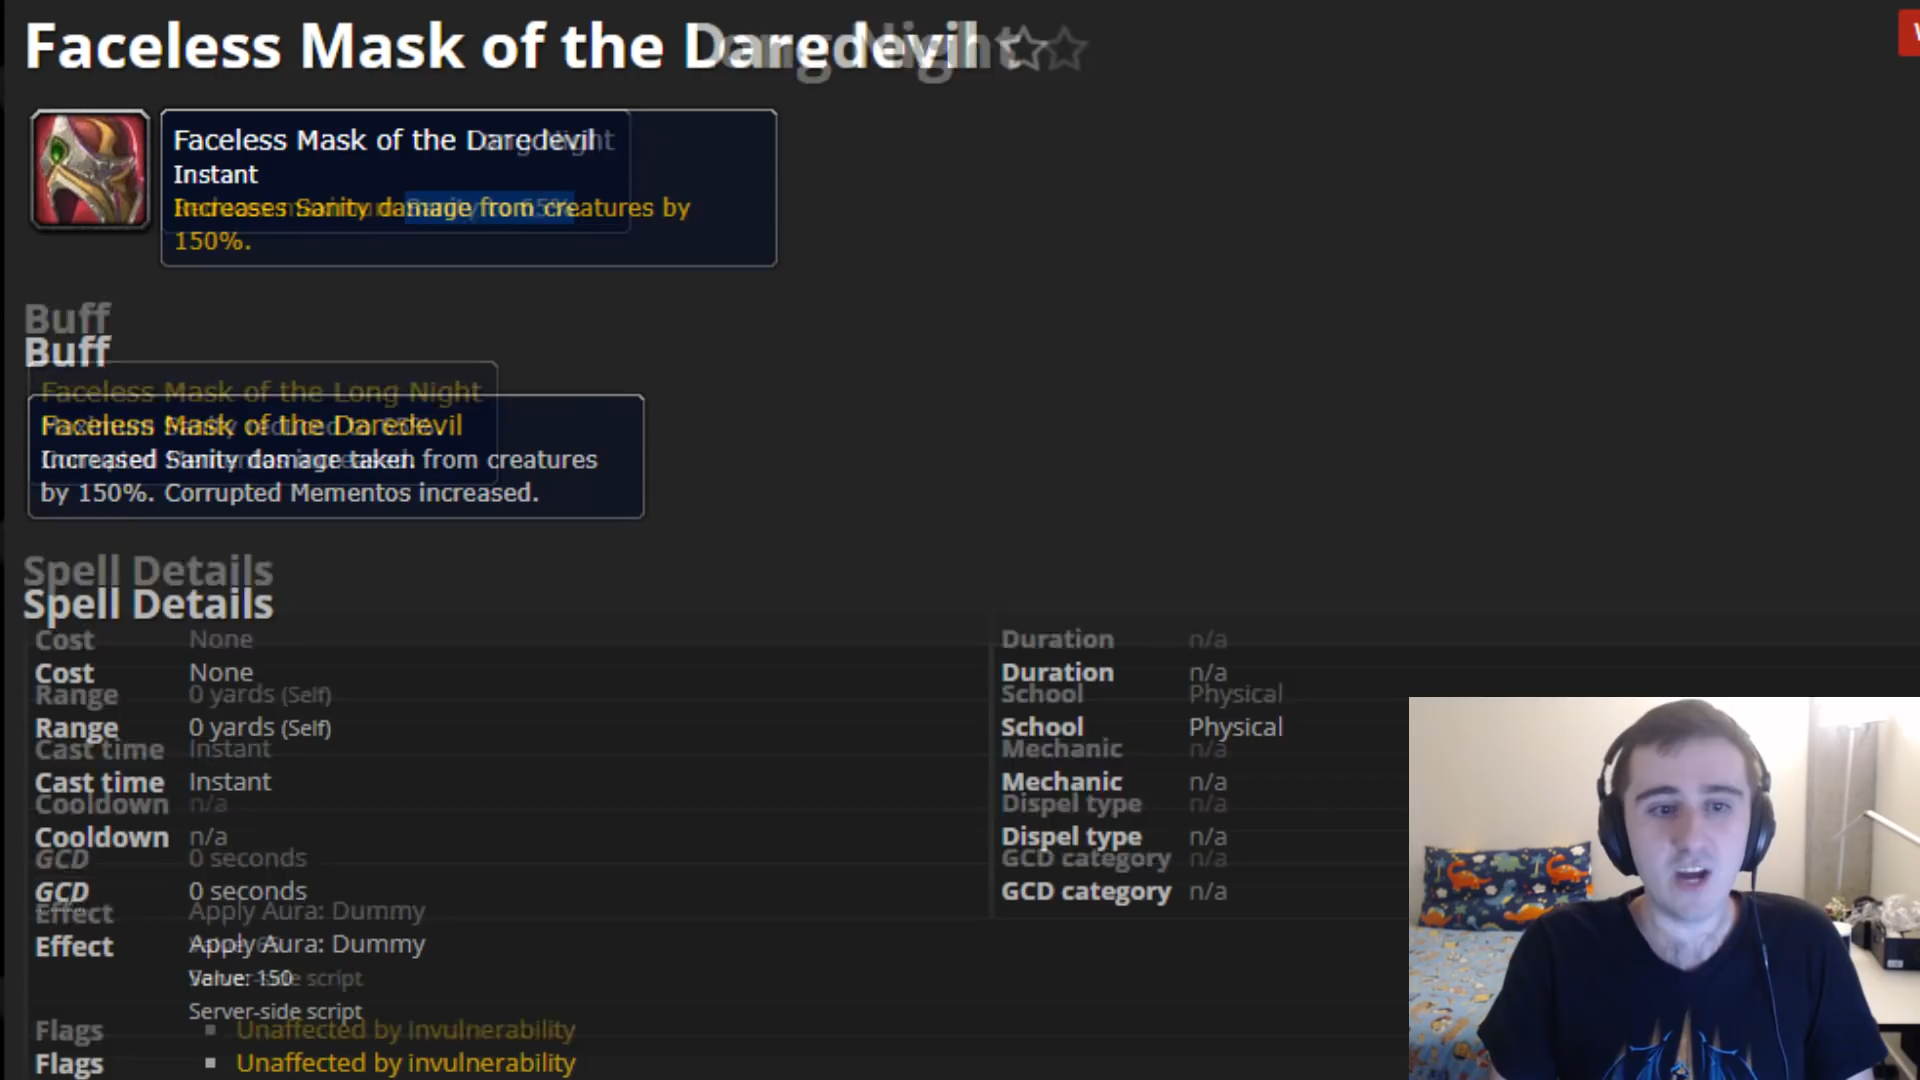 Faceless Mask of the Daredevil
Faceless Mask of the Daredevil
Instant
Increases Sanity damage from creatures by
150%.
Buff
Buff
Faceless Mask of the Long Night
Faceless Mask of the Daredevil
Increased Sanity damage taken from creatures
by 150%. Corrupted Mementos increased.
Spell Details
Spell Details
Cost None Duration n/a
Cost None Duration n/a
Range 0 yards (Self) School Physical
Range 0 yards (Self) School Physical
Cast time Instant Mechanic n/a
Cast time Instant Mechanic n/a
Cooldown n/a Dispel type n/a
Cooldown n/a Dispel type n/a
GCD 0 seconds GCD category n/a
GCD 0 seconds GCD category n/a
Effect Apply Aura: Dummy
Effect Apply Aura: Dummy
Value: 150
Server-side script
Flags Unaffected by invulnerability
Flags Unaffected by invulnerability